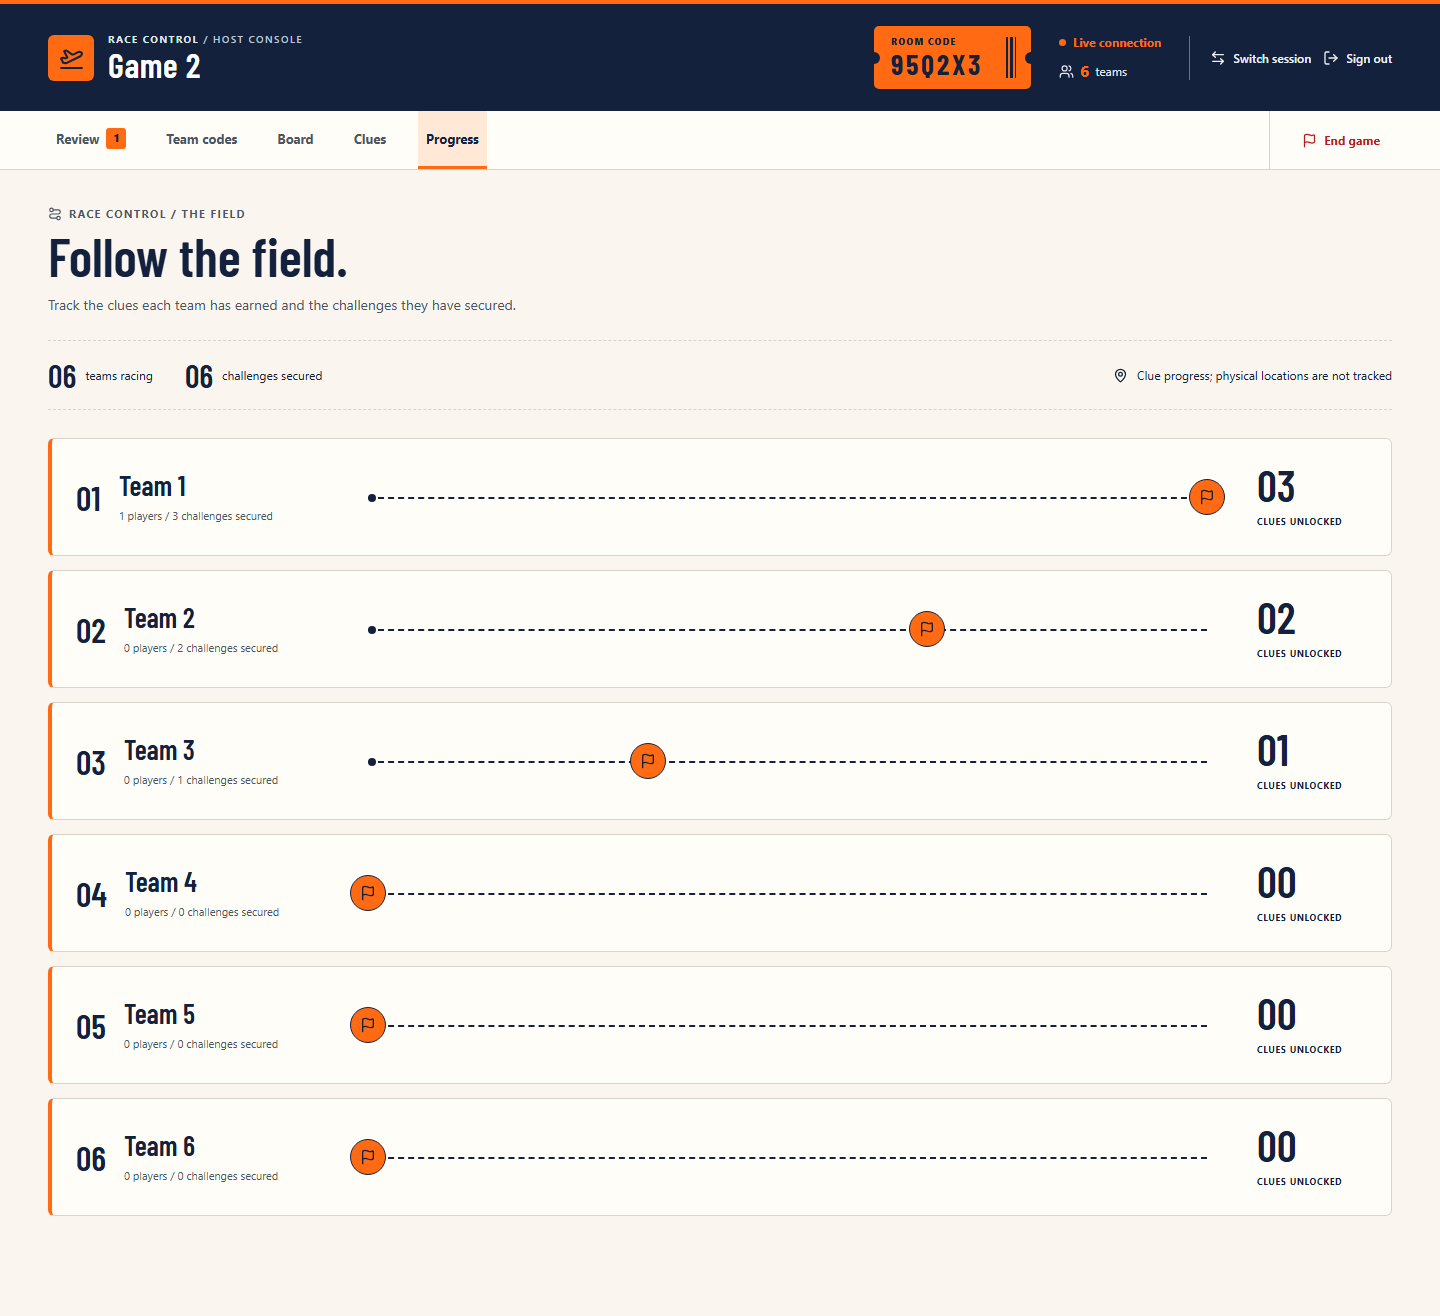 RACE CONTROL / HOST CONSOLE
Game 2
ROOM CODE
95Q2X3
Live connection
6 teams
Switch session
Sign out
Review 1
Team codes
Board
Clues
Progress
End game
RACE CONTROL / THE FIELD
Follow the field.
Track the clues each team has earned and the challenges they have secured.
06 teams racing
06 challenges secured
Clue progress; physical locations are not tracked
01
Team 1
1 players / 3 challenges secured
03
CLUES UNLOCKED
02
Team 2
0 players / 2 challenges secured
02
CLUES UNLOCKED
03
Team 3
0 players / 1 challenges secured
01
CLUES UNLOCKED
04
Team 4
0 players / 0 challenges secured
00
CLUES UNLOCKED
05
Team 5
0 players / 0 challenges secured
00
CLUES UNLOCKED
06
Team 6
0 players / 0 challenges secured
00
CLUES UNLOCKED